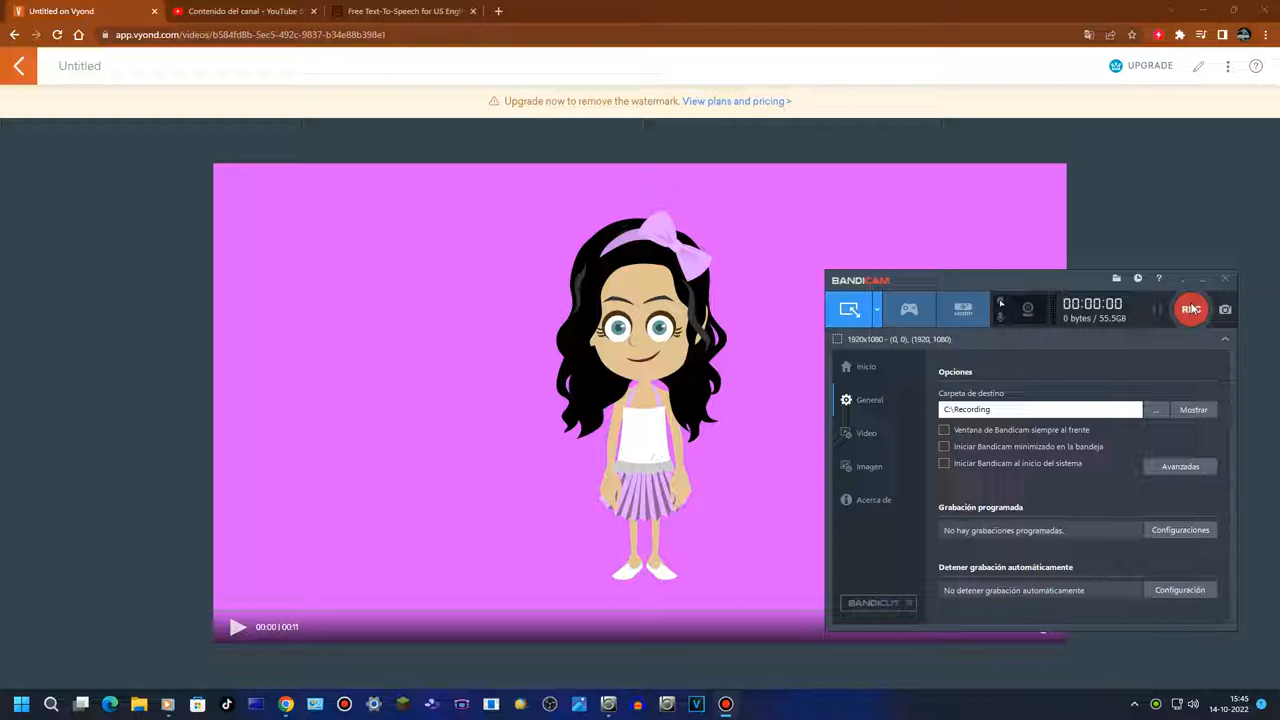 Untitled on Vyond
Contenido del canal - YouTube S
Free Text-To-Speech for US Engl
app.vyond.com/videos/b584fd8b-5ec5-492c-9837-b34e88b398e1
Untitled
UPGRADE
Upgrade now to remove the watermark. View plans and pricing >
BANDICAM
00:00:00
0 bytes / 55.5GB
REC
1920x1080 - (0, 0), (1920, 1080)
Inicio
General
Video
Imagen
Acerca de
BANDICUT
Opciones
Carpeta de destino
C:\Recording
...
Mostrar
Ventana de Bandicam siempre al frente
Iniciar Bandicam minimizado en la bandeja
Iniciar Bandicam al inicio del sistema
Avanzadas
Grabación programada
No hay grabaciones programadas.
Configuraciones
Detener grabación automáticamente
No detener grabación automáticamente
Configuración
00:00 | 00:11
15:45
14-10-2022